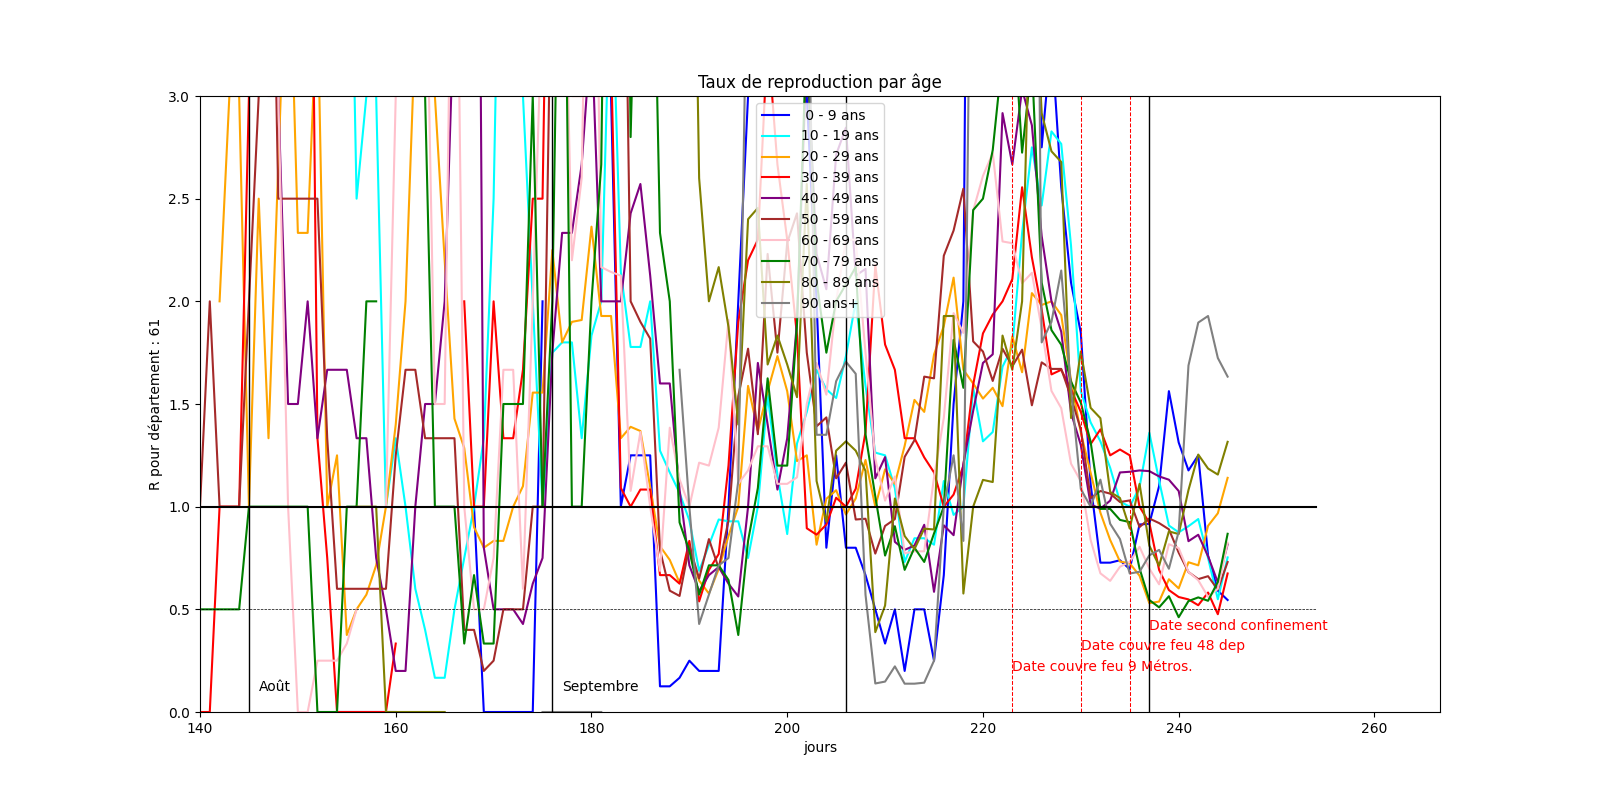 Taux de reproduction par âge
R pour département : 61
3.0
2.5
2.0
1.5
1.0
0.5
0.0
0 - 9 ans
10 - 19 ans
20 - 29 ans
30 - 39 ans
40 - 49 ans
50 - 59 ans
60 - 69 ans
70 - 79 ans
80 - 89 ans
90 ans+
Date second confinement
Date couvre feu 48 dep
Date couvre feu 9 Métros.
Août
Septembre
140
160
180
200
220
240
260
jours